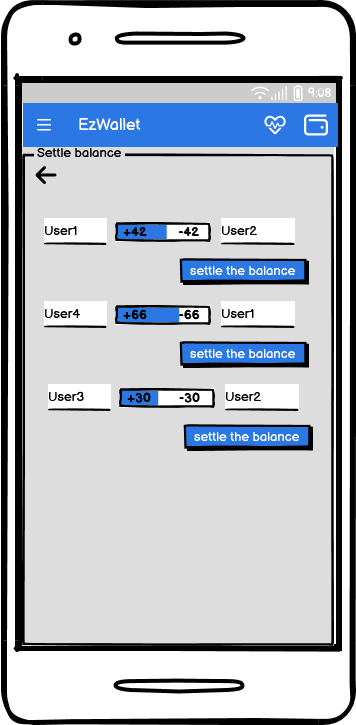 9:08
EzWallet
Settle balance
User1 +42 -42 User2
settle the balance
User4 +66 -66 User1
settle the balance
User3 +30 -30 User2
settle the balance